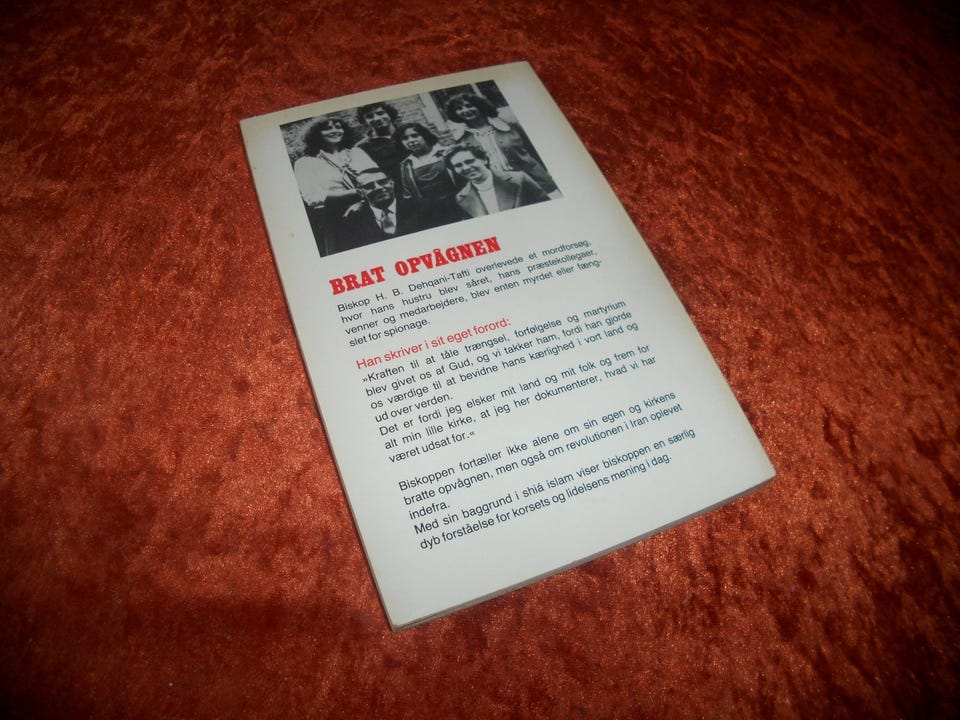 BRAT OPVÅGNEN
Biskop H. B. Dehqani-Tafti overlevede et mordforsøg,
hvor hans hustru blev såret, hans præstekollegaer,
venner og medarbejdere, blev enten myrdet eller fæng-
slet for spionage.
Han skriver i sit eget forord:
»Kraften til at tåle trængsel, forfølgelse og martyrium
blev givet os af Gud, og vi takker ham, fordi han gjorde
os værdige til at bevidne hans kærlighed i vort land og
ud over verden.
Det er fordi jeg elsker mit land og mit folk og frem for
alt min lille kirke, at jeg her dokumenterer, hvad vi har
været udsat for.«
Biskoppen fortæller ikke alene om sin egen og kirkens
bratte opvågnen, men også om revolutionen i Iran oplevet
indefra.
Med sin baggrund i shiá islam viser biskoppen en særlig
dyb forståelse for korsets og lidelsens mening i dag.